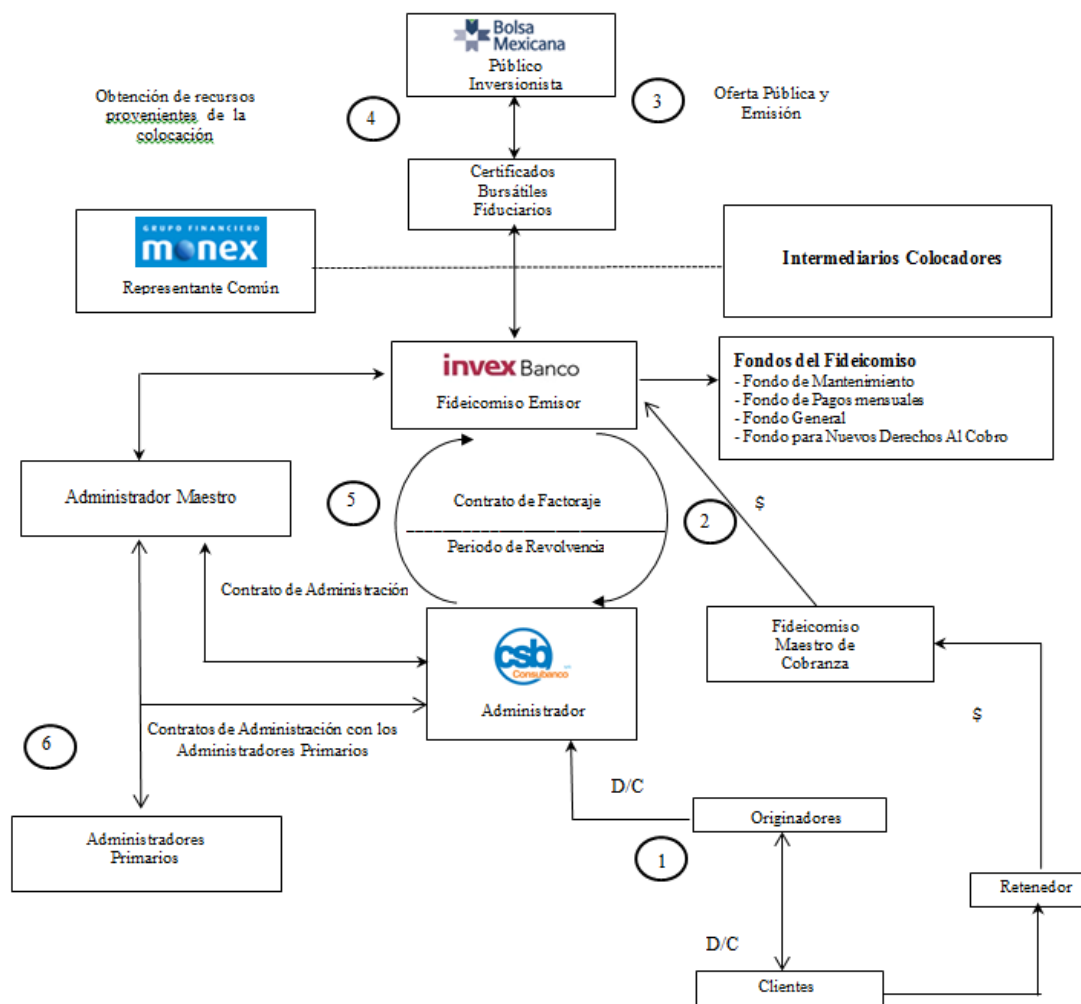 Bolsa
Mexicana
Público
Inversionista
3
Oferta Pública y
Emisión
Obtención de recursos
provenientes de la
colocación
4
Certificados
Bursátiles
Fiduciarios
GRUPO FINANCIERO
monex
Representante Común
Intermediarios Colocadores
invex Banco
Fideicomiso Emisor
Fondos del Fideicomiso
- Fondo de Mantenimiento
- Fondo de Pagos mensuales
- Fondo General
- Fondo para Nuevos Derechos Al Cobro
Administrador Maestro
5
Contrato de Factoraje
Periodo de Revolvencia
2
$
Contrato de Administración
Fideicomiso
Maestro de
Cobranza
csb
Consubanco
Administrador
$
6
Contratos de Administración con los
Administradores Primarios
D/C
Originadores
Administradores
Primarios
1
Retenedor
D/C
Clientes